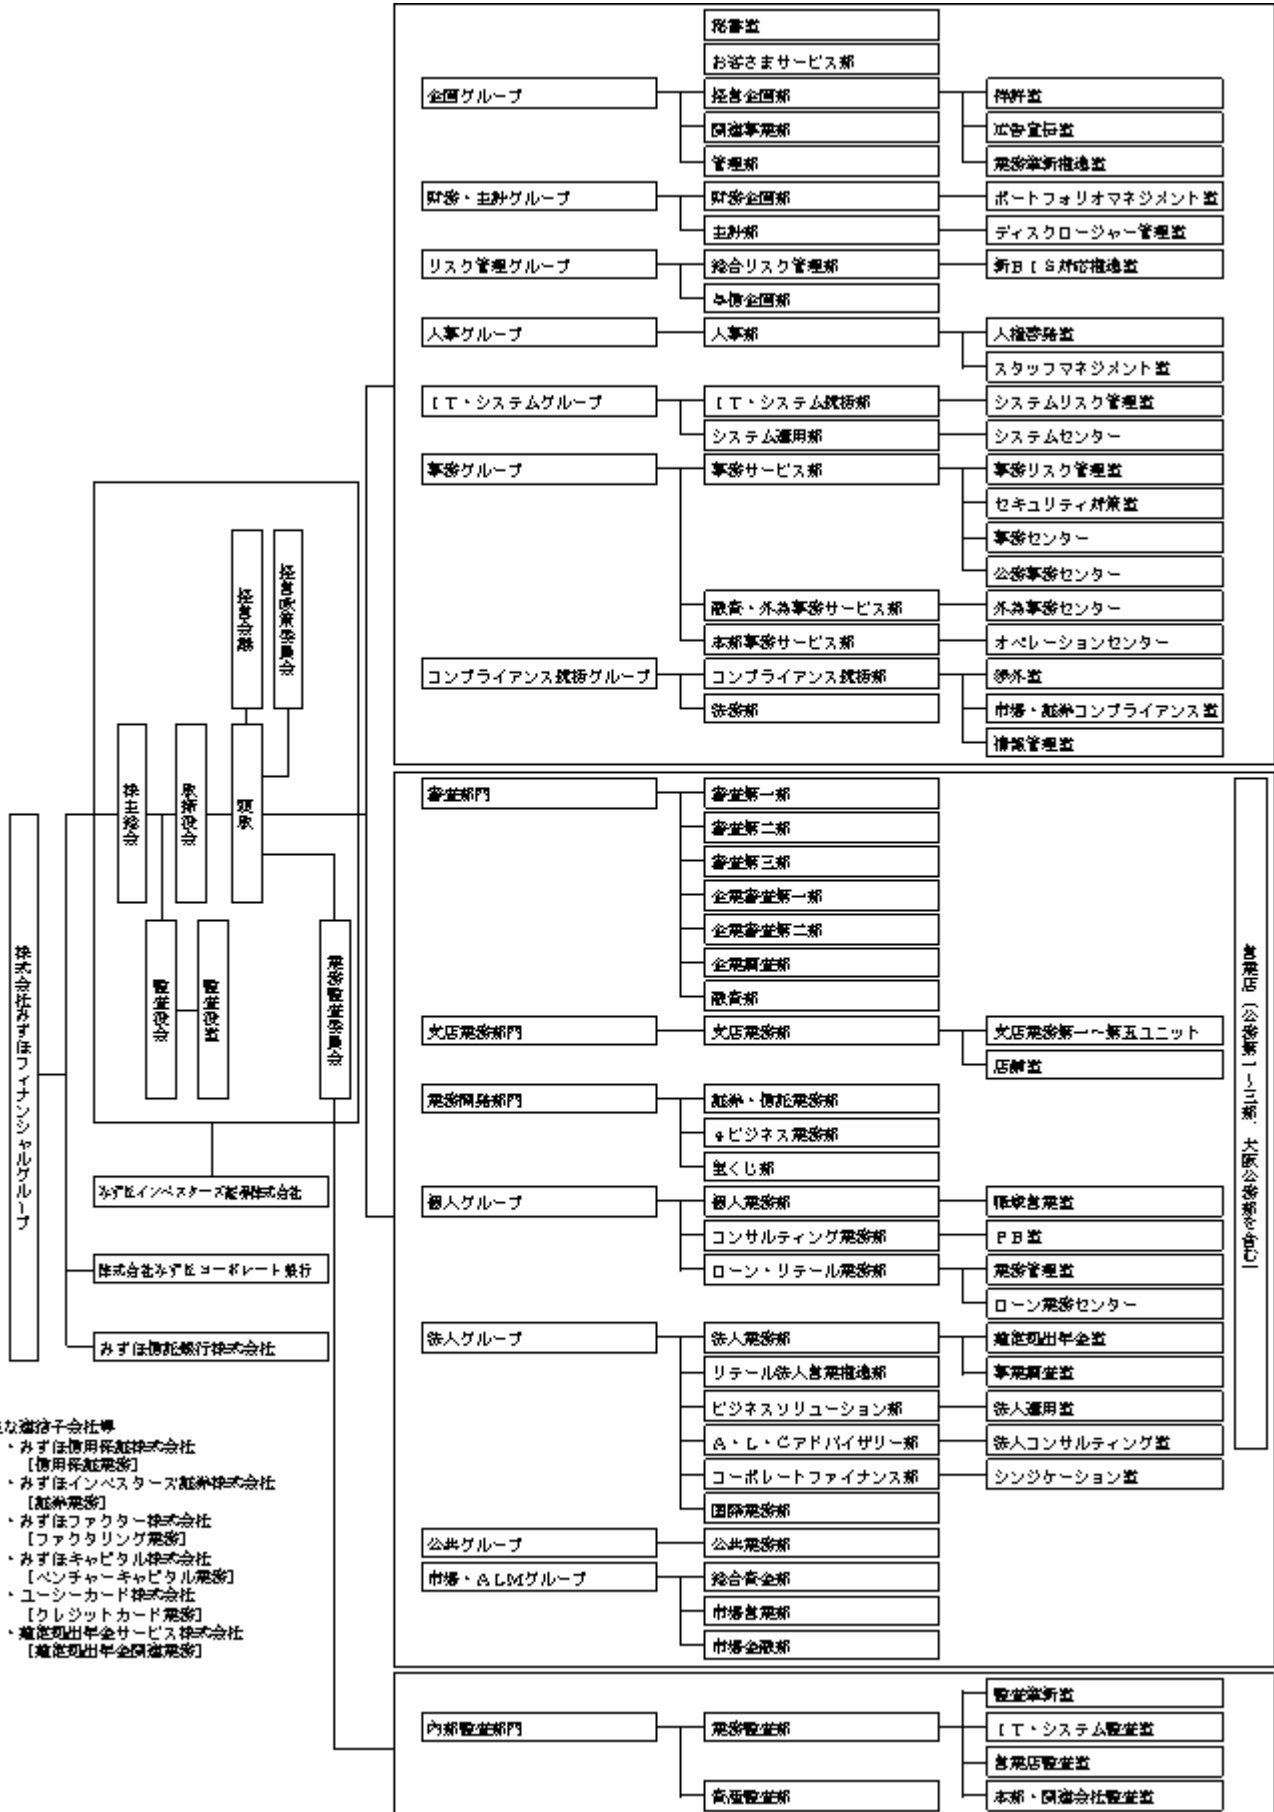 秘書室
お客さまサービス部
企画グループ
経営企画部
広告宣伝室
関連事業部
業務革新推進室
管理部
財務・主計グループ
財務企画部
ポートフォリオマネジメント室
主計部
ディスクロージャー管理室
リスク管理グループ
総合リスク管理部
新BIS対応推進室
与信企画部
人事グループ
人事部
人権啓発室
スタッフマネジメント室
IT・システムグループ
IT・システム統括部
システムリスク管理室
システム運用部
システムセンター
事務グループ
事務サービス部
事務リスク管理室
セキュリティ対策室
事務センター
公務事務センター
融資・外為事務サービス部
外為事務センター
本部事務サービス部
オペレーションセンター
コンプライアンス統括グループ
コンプライアンス統括部
渉外室
法務部
市場・証券コンプライアンス室
情報管理室
経営会議
経営政策委員会
株主総会
取締役会
頭取
監査役会
監査役室
業務監査委員会
株式会社みずほフィナンシャルグループ
みずほインベスターズ証券株式会社
株式会社みずほコーポレート銀行
みずほ信託銀行株式会社
審査部門
審査第一部
審査第二部
審査第三部
企業審査第一部
企業審査第二部
企業調査部
融資部
支店業務部門
支店業務部
支店業務第一〜第五ユニット
店舗室
業務開発部門
証券・信託業務部
eビジネス業務部
宝くじ部
個人グループ
個人業務部
職域営業室
コンサルティング業務部
PB室
ローン・リテール業務部
業務管理室
ローン業務センター
法人グループ
法人業務部
確定拠出年金室
リテール法人営業推進部
事業調査室
ビジネスソリューション部
法人運用室
A・L・Cアドバイザリー部
法人コンサルティング室
コーポレートファイナンス部
シンジケーション室
国際業務部
公共グループ
公共業務部
市場・ALMグループ
総合資金部
市場営業部
市場金融部
営業店(公務第一〜三部、大阪公務部を含む)
内部監査部門
業務監査部
監査革新室
IT・システム監査室
営業店監査室
資産監査部
本部・関連会社監査室
な連結子会社等
・みずほ信用保証株式会社
[信用保証業務]
・みずほインベスターズ証券株式会社
[証券業務]
・みずほファクター株式会社
[ファクタリング業務]
・みずほキャピタル株式会社
[ベンチャーキャピタル業務]
・ユーシーカード株式会社
[クレジットカード業務]
・確定拠出年金サービス株式会社
[確定拠出年金関連業務]